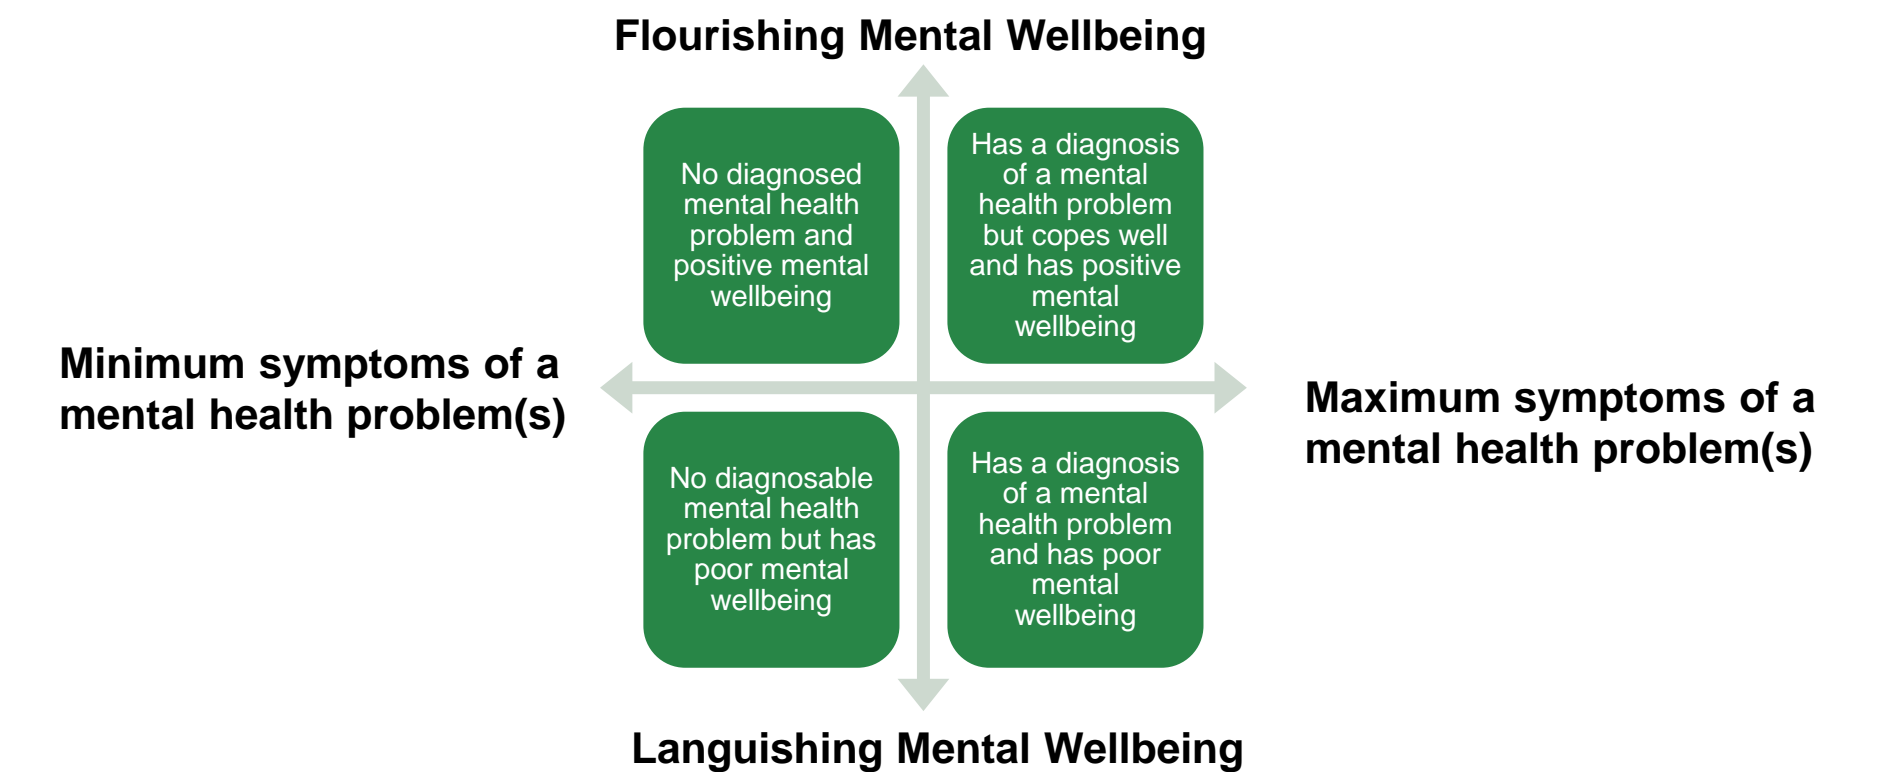 Flourishing Mental Wellbeing
No diagnosed
mental health
problem and
positive mental
wellbeing
Has a diagnosis
of a mental
health problem
but copes well
and has positive
mental
wellbeing
Minimum symptoms of a
mental health problem(s)
Maximum symptoms of a
mental health problem(s)
No diagnosable
mental health
problem but has
poor mental
wellbeing
Has a diagnosis
of a mental
health problem
and has poor
mental
wellbeing
Languishing Mental Wellbeing